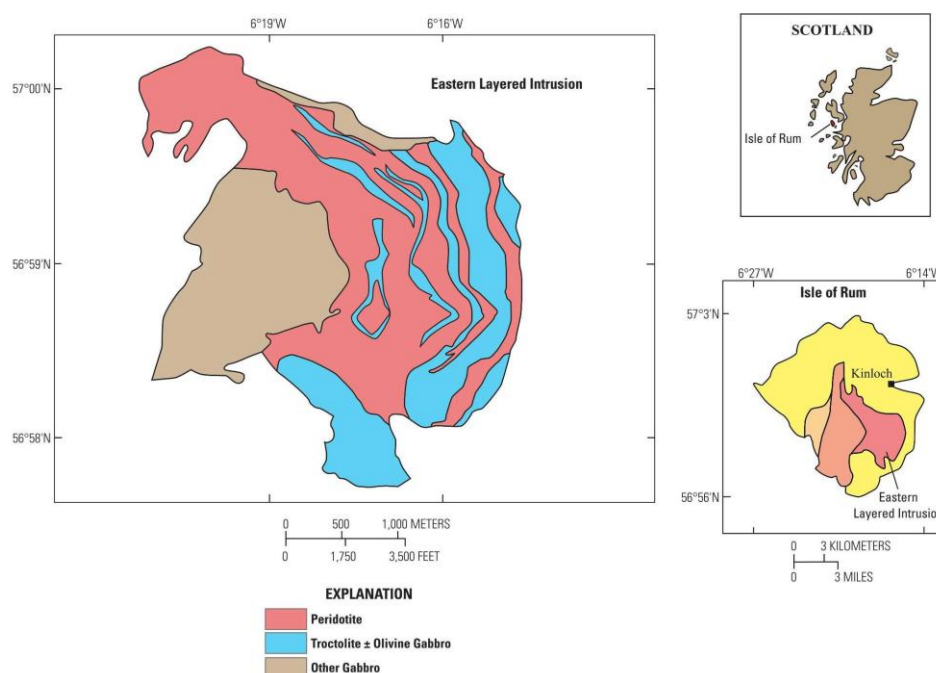 6°19'W
6°16'W
57°00'N
56°59'N
56°58'N
Eastern Layered Intrusion
0 500 1,000 METERS
0 1,750 3,500 FEET
EXPLANATION
Peridotite
Troctolite ± Olivine Gabbro
Other Gabbro
SCOTLAND
Isle of Rum
6°27'W
6°14'W
Isle of Rum
57°3'N
Kinloch
56°56'N
Eastern
Layered Intrusio
0 3 KILOMETERS
0 3 MILES